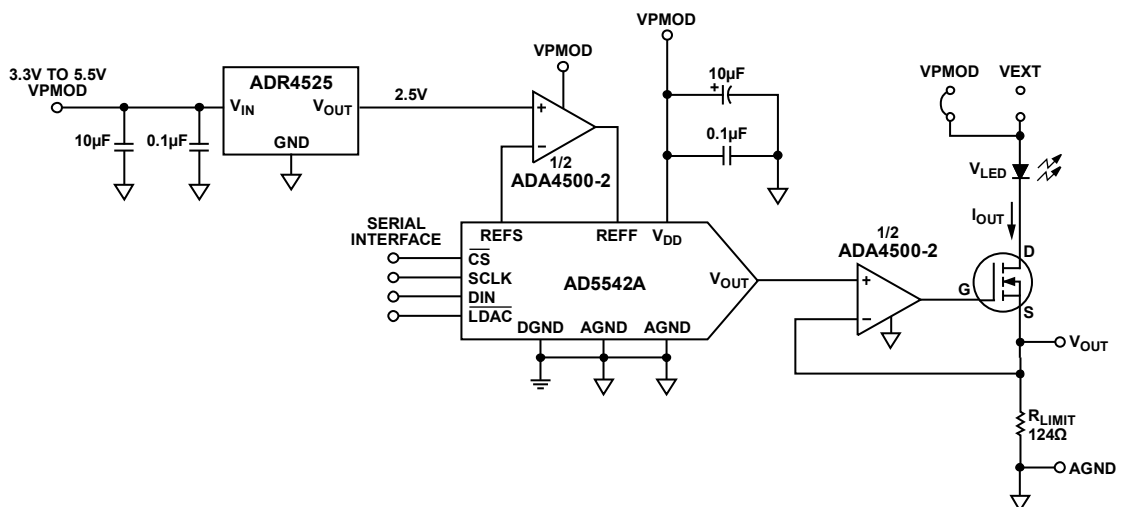 3.3V TO 5.5V
VPMOD
10µF
0.1µF
ADR4525
VIN
VOUT
GND
2.5V
VPMOD
+
−
1/2
ADA4500-2
VPMOD
10µF
+
0.1µF
SERIAL
INTERFACE
REFS
REFF
VDD
CS
SCLK
DIN
LDAC
AD5542A
VOUT
DGND
AGND
AGND
1/2
ADA4500-2
+
−
VPMOD
VEXT
VLED
IOUT
D
G
S
VOUT
RLIMIT
124Ω
AGND